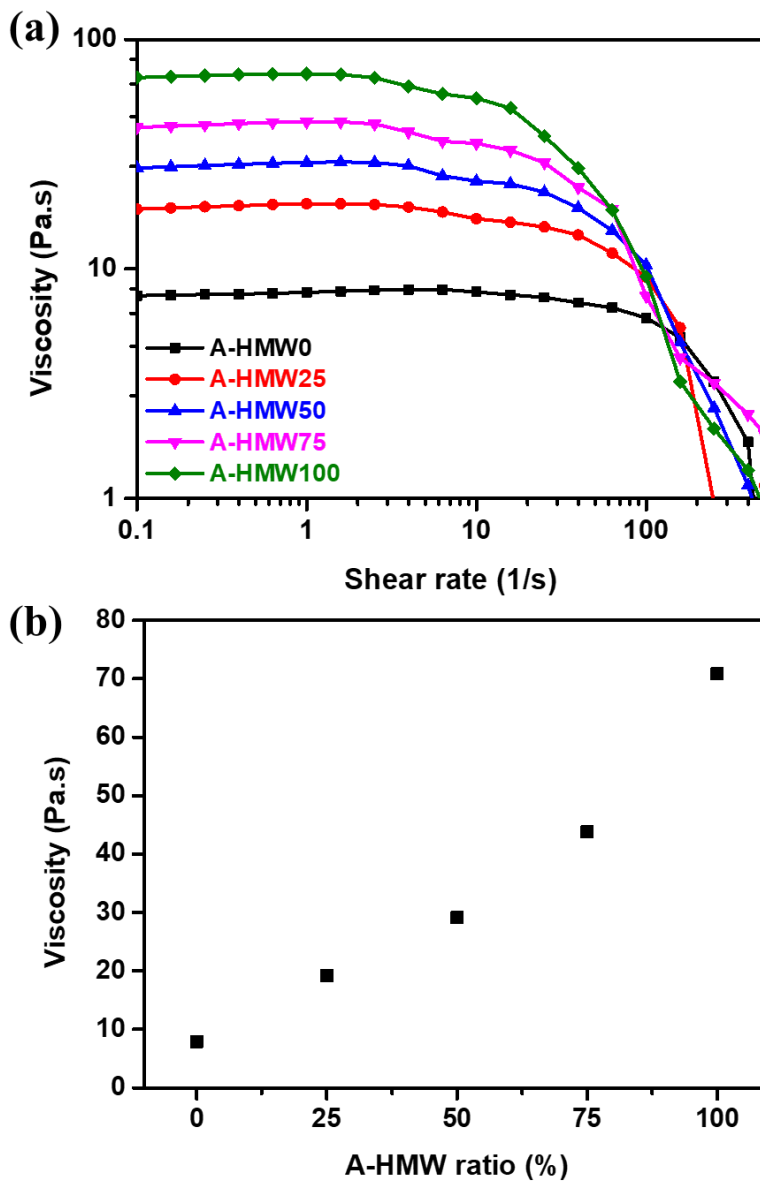 (a)
100
10
1
Viscosity (Pa.s)
A-HMW0
A-HMW25
A-HMW50
A-HMW75
A-HMW100
0.1 1 10 100
Shear rate (1/s)
(b)
80
70
60
50
40
30
20
10
0
Viscosity (Pa.s)
0 25 50 75 100
A-HMW ratio (%)